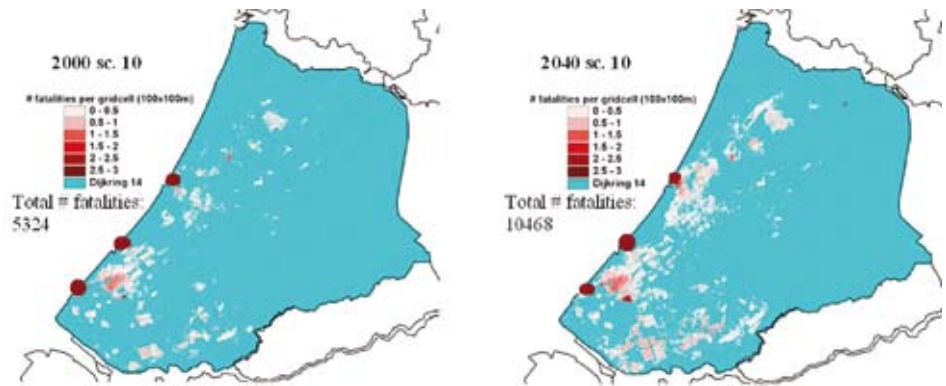 2000 sc. 10
# fatalities per gridcell (100x100m)
0 - 0.5
0.5 - 1
1 - 1.5
1.5 - 2
2 - 2.5
2.5 - 3
Dijkring 14
Total # fatalities:
5324
2040 sc. 10
# fatalities per gridcell (100x100m)
0 - 0.5
0.5 - 1
1 - 1.5
1.5 - 2
2 - 2.5
2.5 - 3
Dijkring 14
Total # fatalities:
10468